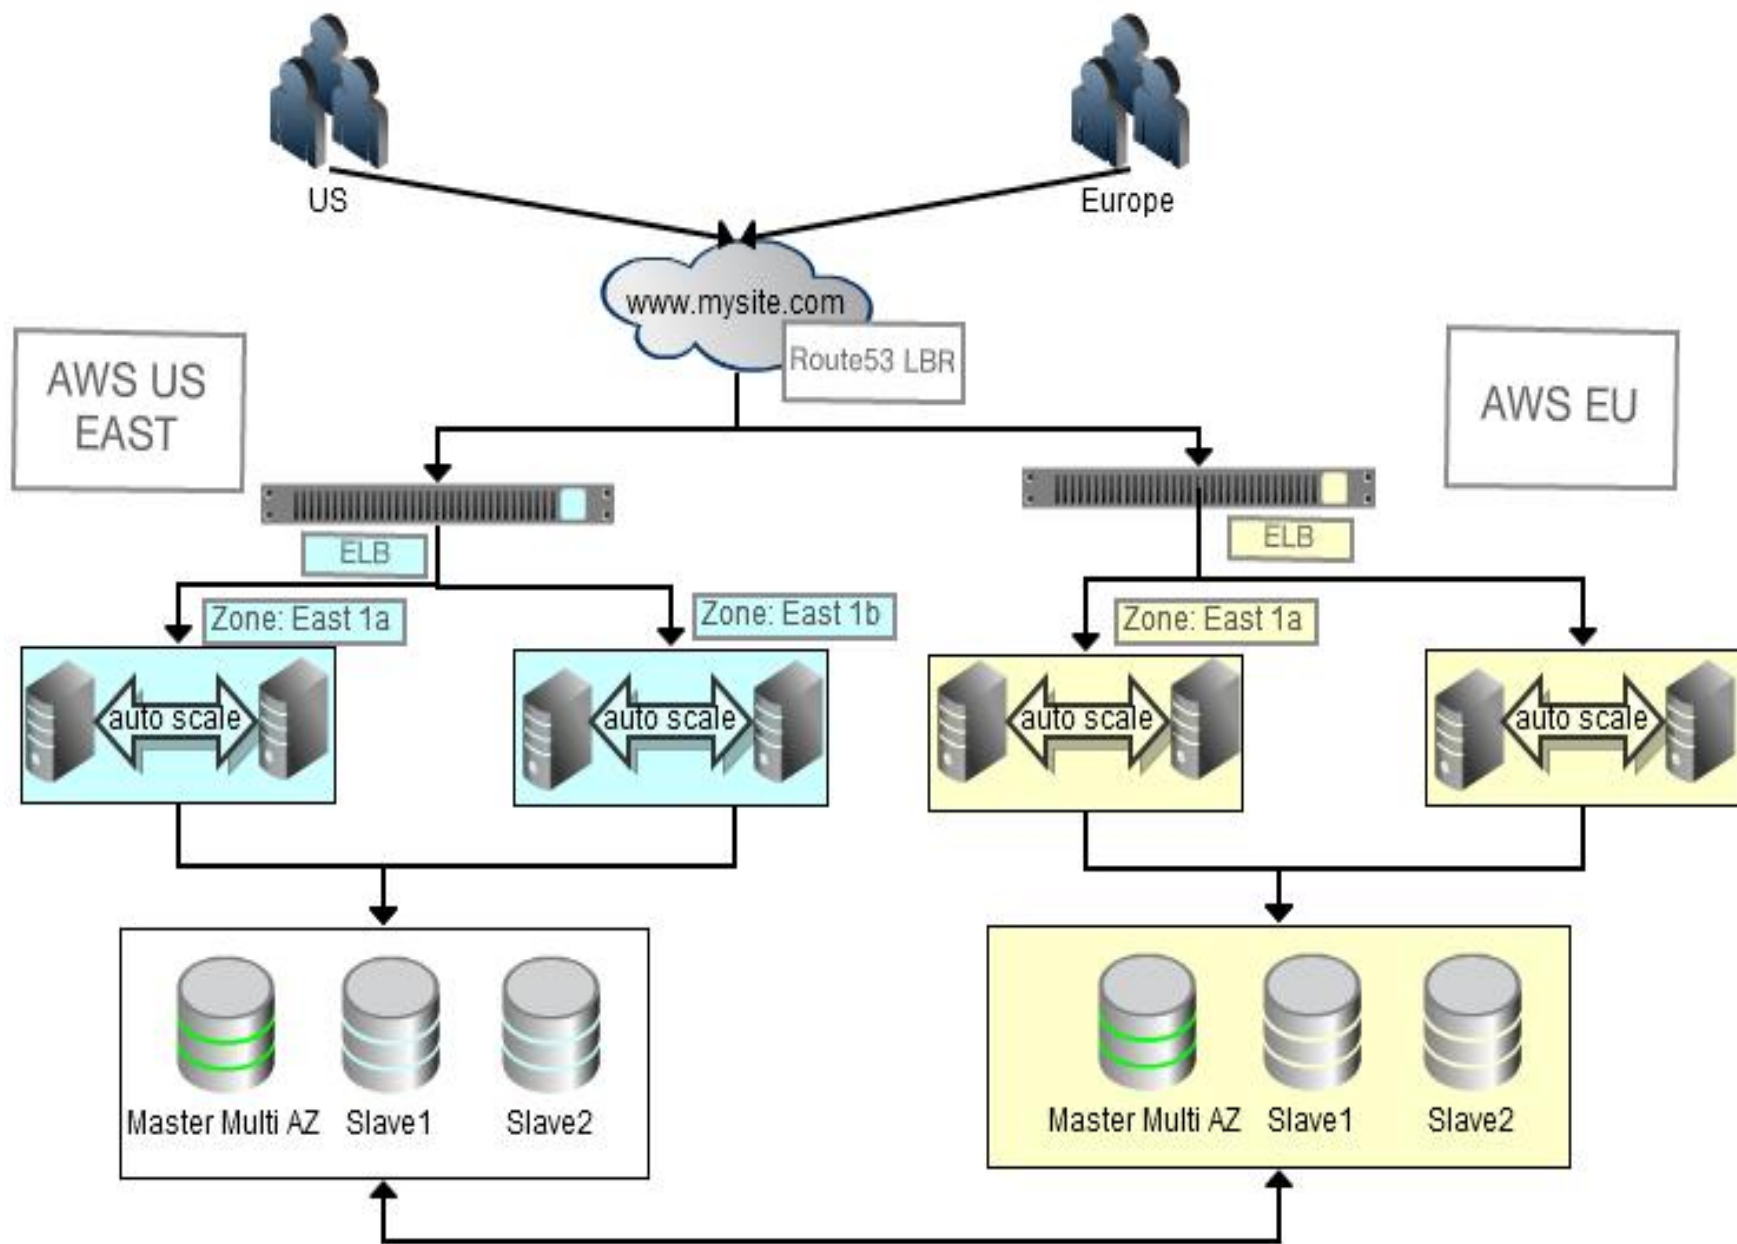 US
Europe
www.mysite.com
Route53 LBR
AWS US
EAST
AWS EU
ELB
ELB
Zone: East 1a
Zone: East 1b
Zone: East 1a
auto scale
auto scale
auto scale
auto scale
Master Multi AZ
Slave1
Slave2
Master Multi AZ
Slave1
Slave2